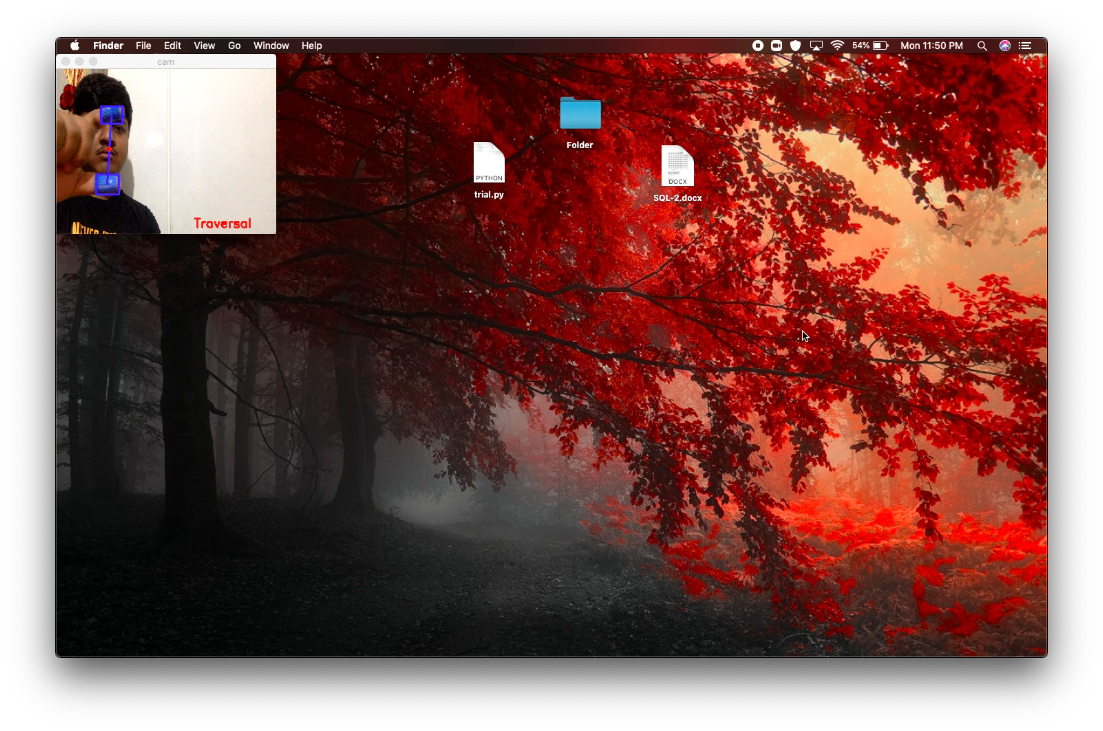 Finder File Edit View Go Window Help 54% Mon 11:50 PM
cam
Traversal
Folder
PYTHON
trial.py
DOCX
SQL-2.docx